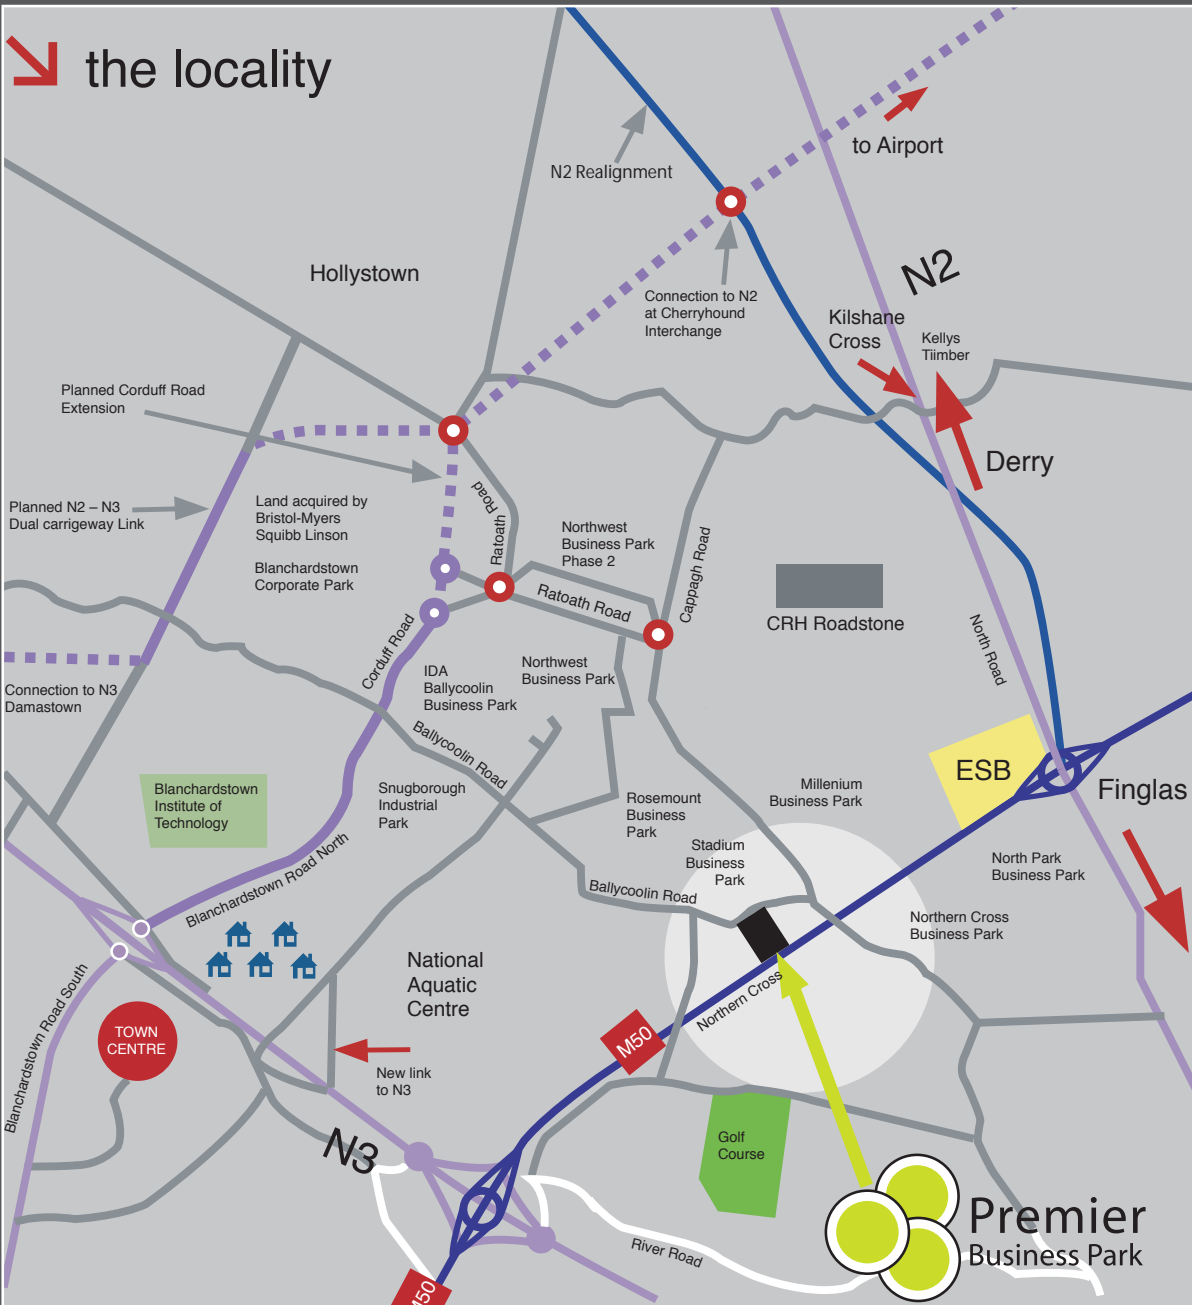 the locality
to Airport
N2 Realignment
N2
Hollystown
Connection to N2
at Cherryhound
Interchange
Kilshane
Cross
Kellys
Tiimber
Planned Corduff Road
Extension
Derry
Planned N2 – N3
Dual carrigeway Link
Land acquired by
Bristol-Myers
Squibb Linson
Blanchardstown
Corporate Park
Ratoath Road
Northwest
Business Park
Phase 2
Ratoath Road
Cappagh Road
CRH Roadstone
North Road
Corduff Road
Connection to N3
Damastown
IDA
Ballycoolin
Business Park
Northwest
Business Park
Ballycoolin Road
ESB
Finglas
Blanchardstown
Institute of
Technology
Snugborough
Industrial
Park
Rosemount
Business
Park
Millenium
Business Park
Stadium
Business
Park
North Park
Business Park
Blanchardstown Road North
Ballycoolin Road
Northern Cross
Business Park
National
Aquatic
Centre
Northern Cross
Blanchardstown Road South
TOWN
CENTRE
M50
New link
to N3
N3
Golf
Course
River Road
M50
Premier
Business Park